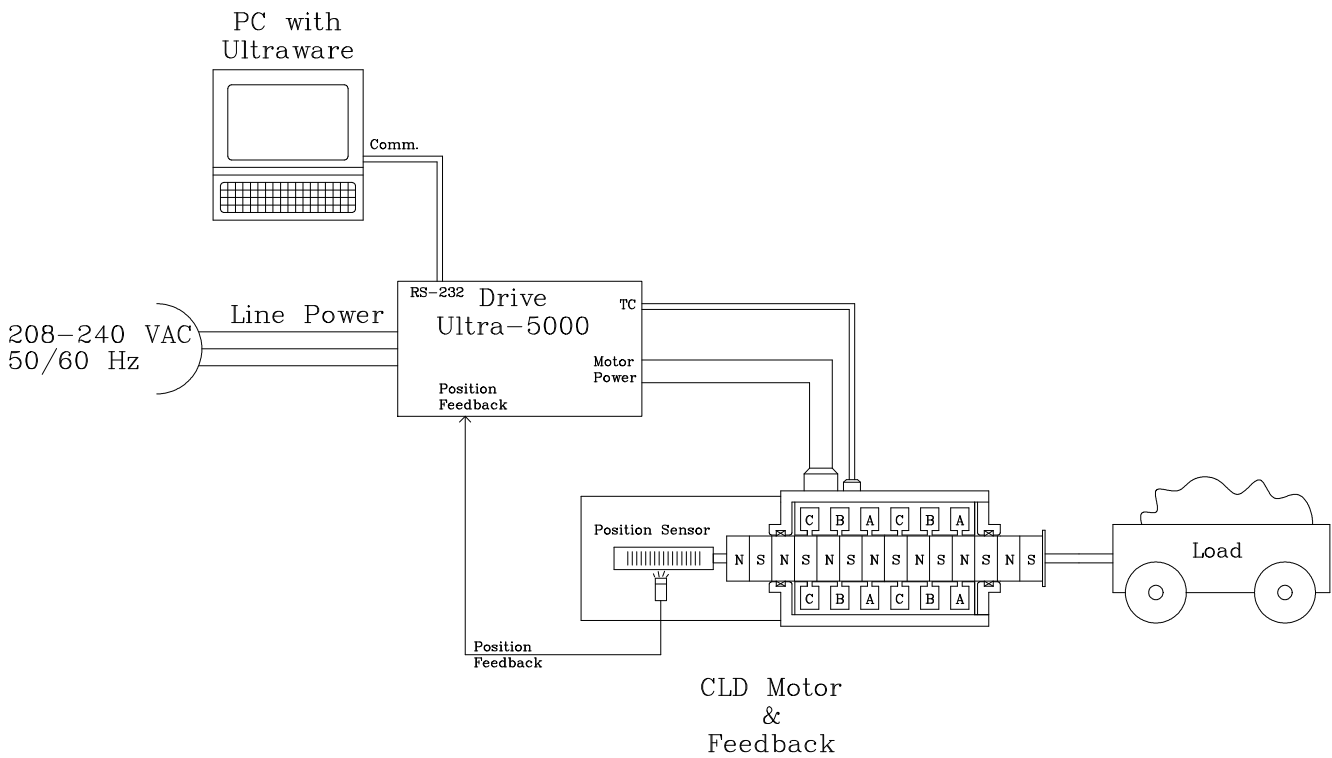 PC with
Ultraware
Comm.
RS-232
Drive
Ultra-5000
TC
Line Power
208-240 VAC
50/60 Hz
Motor
Power
Position
Feedback
C B A C B A
Position Sensor
N S N S N S N S N S N S N S
C B A C B A
Load
Position
Feedback
CLD Motor
&
Feedback